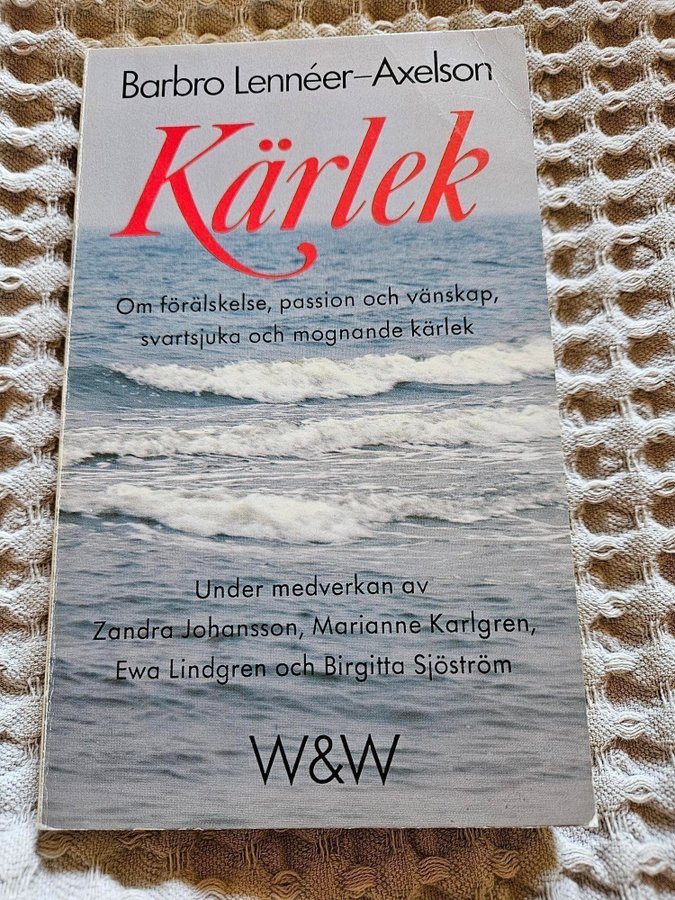 Barbro Lennéer-Axelson
Kärlek
Om förälskelse, passion och vänskap,
svartsjuka och mognande kärlek
Under medverkan av
Zandra Johansson, Marianne Karlgren,
Ewa Lindgren och Birgitta Sjöström
W&W